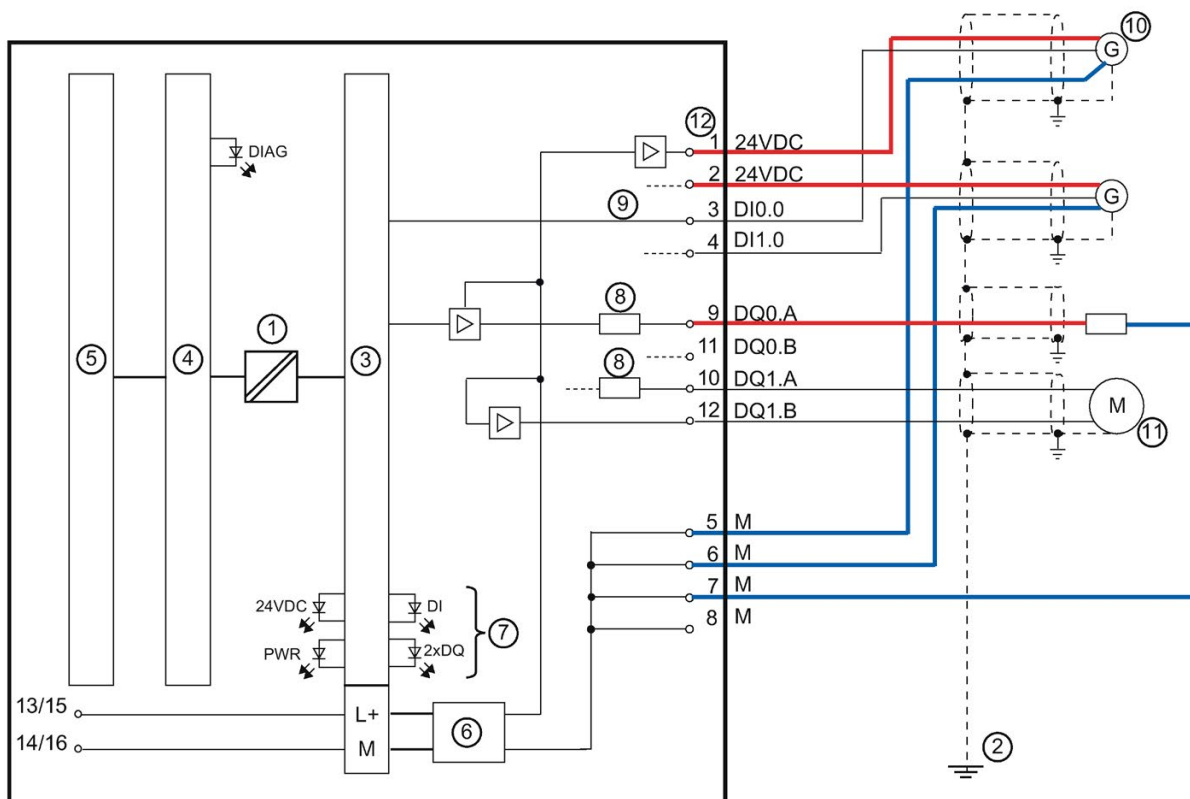 10
G
12
1 24VDC
DIAG
2 24VDC
G
9
3 DI0.0
4 DI1.0
8
9 DQ0.A
1
11 DQ0.B
5
4
3
8
10 DQ1.A
M
12 DQ1.B
11
5 M
6 M
7 M
24VDC
DI
7
8 M
PWR
2xDQ
13/15
L+
6
14/16
M
2